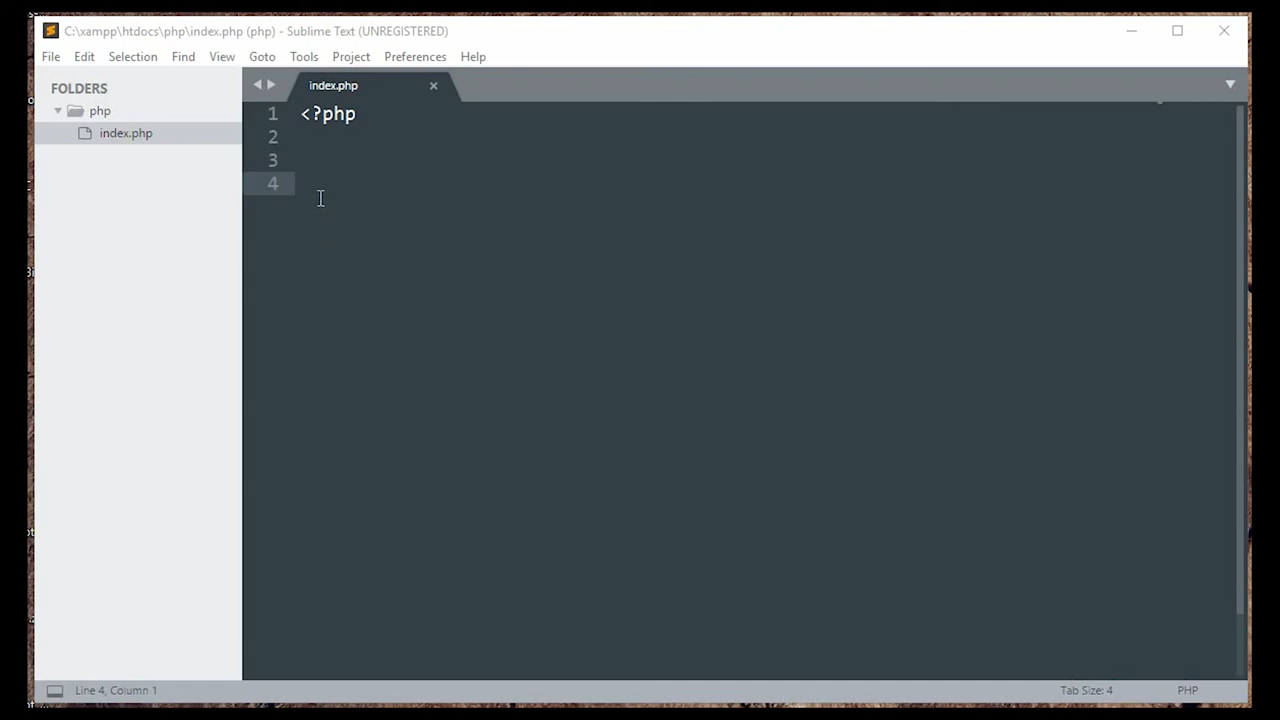 C:\xampp\htdocs\php\index.php (php) - Sublime Text (UNREGISTERED)
File Edit Selection Find View Goto Tools Project Preferences Help
FOLDERS
php
index.php
index.php
1 <?php
2
3
4
Line 4, Column 1
Tab Size: 4
PHP